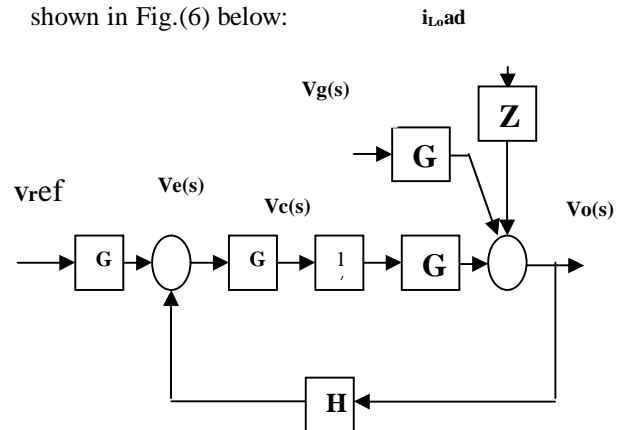 shown in Fig.(6) below:
iLoad
Vg(s)
Z
G
vref
Ve(s)
Vc(s)
Vo(s)
G
G
1
G
H